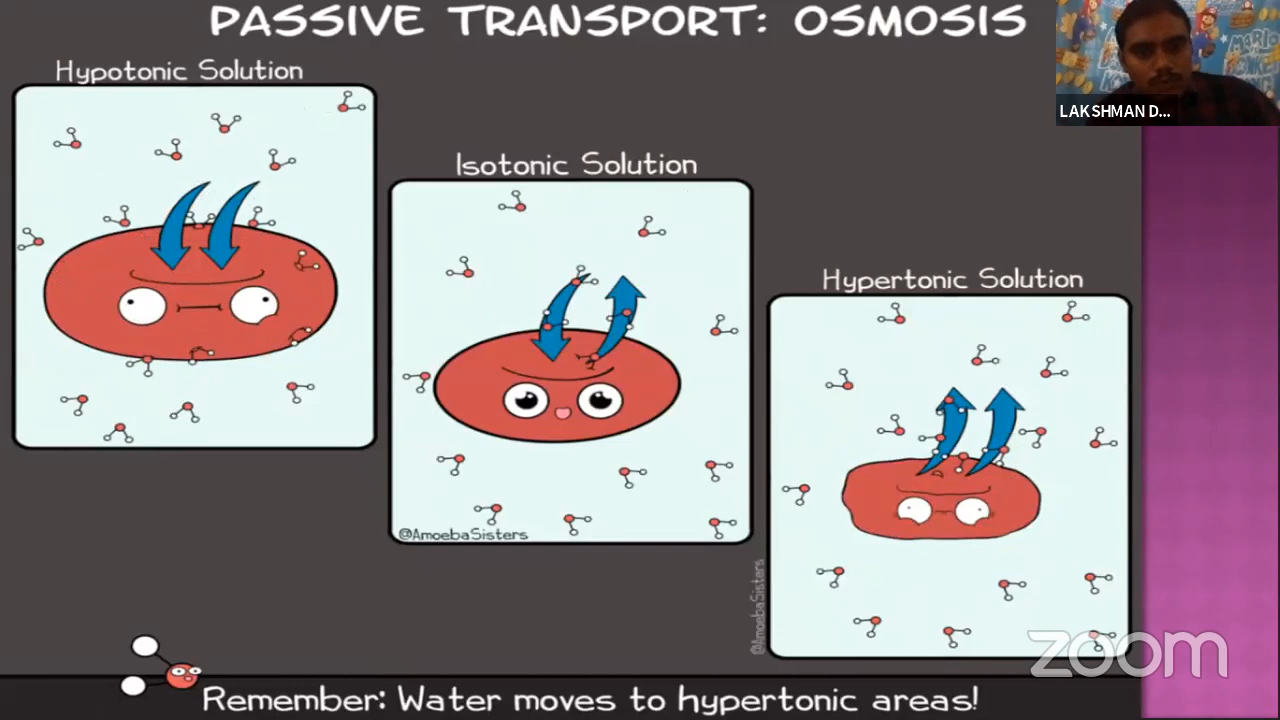 PASSIVE TRANSPORT: OSMOSIS
LAKSHMAN D...
Hypotonic Solution
Isotonic Solution
Hypertonic Solution
@AmoebaSisters
@AmoebaSisters
zoom
Remember: Water moves to hypertonic areas!